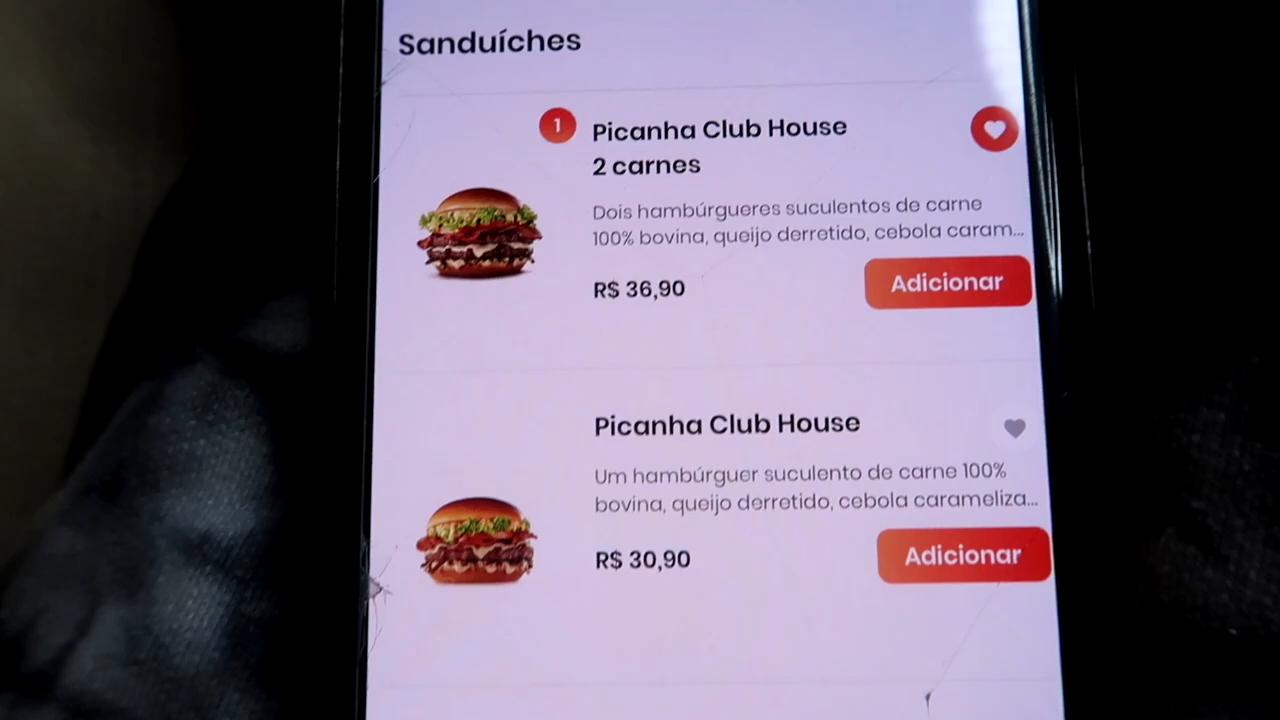 Sanduíches
1
Picanha Club House
2 carnes
Dois hambúrgueres suculentos de carne
100% bovina, queijo derretido, cebola caram...
R$ 36,90
Adicionar
Picanha Club House
Um hambúrguer suculento de carne 100%
bovina, queijo derretido, cebola carameliza...
R$ 30,90
Adicionar